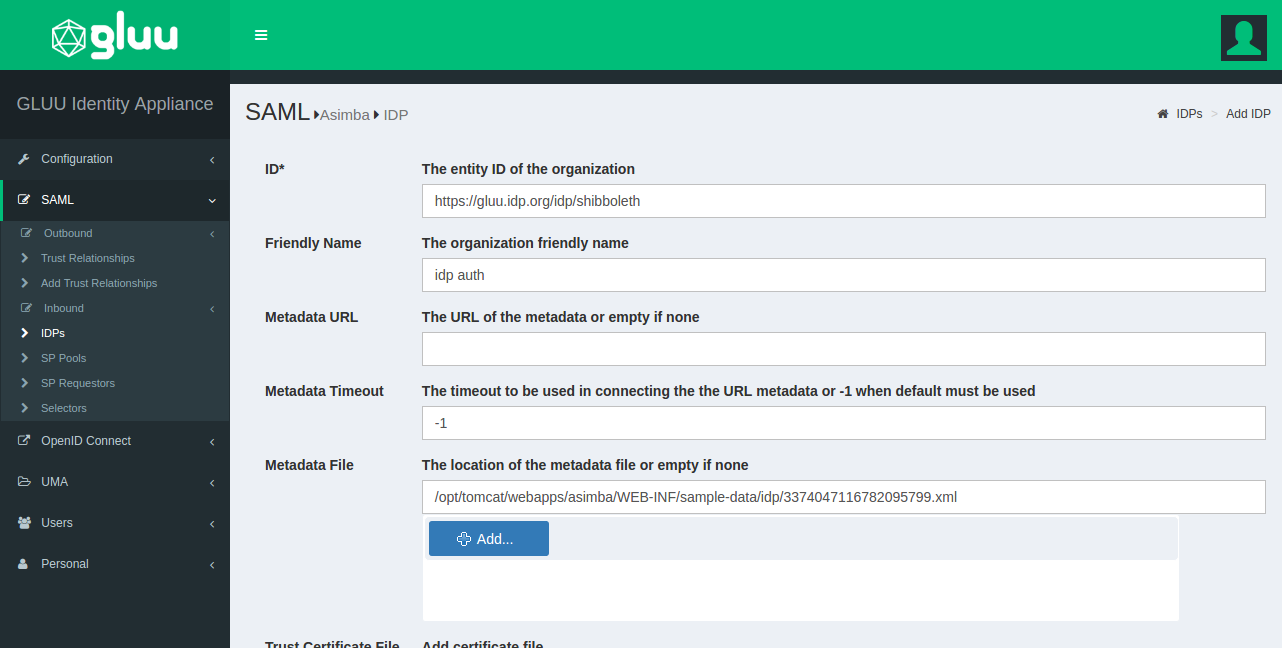 gluu
GLUU Identity Appliance
Configuration
SAML
Outbound
Trust Relationships
Add Trust Relationships
Inbound
IDPs
SP Pools
SP Requestors
Selectors
OpenID Connect
UMA
Users
Personal
SAML Asimba IDP
IDPs > Add IDP
ID* The entity ID of the organization
https://gluu.idp.org/idp/shibboleth
Friendly Name The organization friendly name
idp auth
Metadata URL The URL of the metadata or empty if none
Metadata Timeout The timeout to be used in connecting the the URL metadata or -1 when default must be used
-1
Metadata File The location of the metadata file or empty if none
/opt/tomcat/webapps/asimba/WEB-INF/sample-data/idp/3374047116782095799.xml
Add...
Trust Certificate File Add certificate file